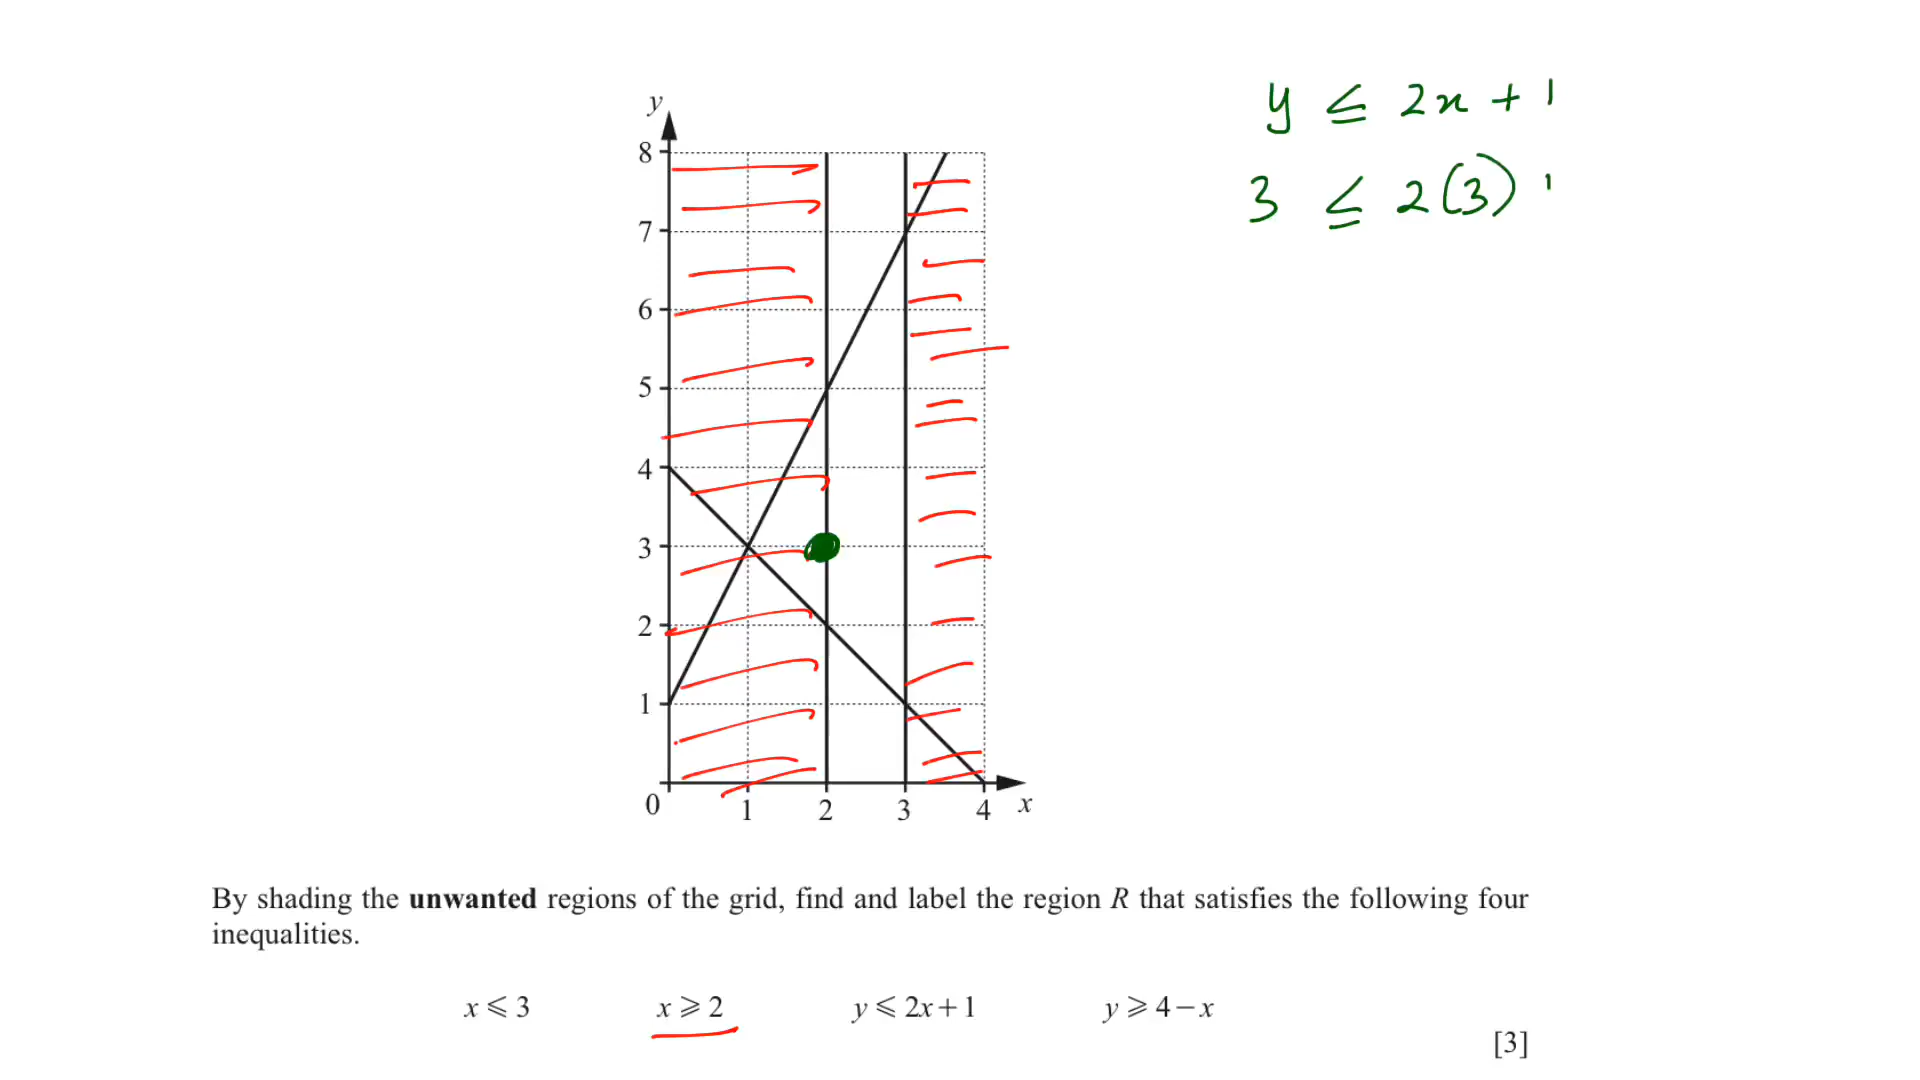 y
8
7
6
5
4
3
2
1
0
1 2 3 4 x
y ≤ 2x + 1
3 ≤ 2(3) 1
By shading the unwanted regions of the grid, find and label the region R that satisfies the following four
inequalities.
x ⩽ 3 x ⩾ 2 y ⩽ 2x+1 y ⩾ 4−x
[3]